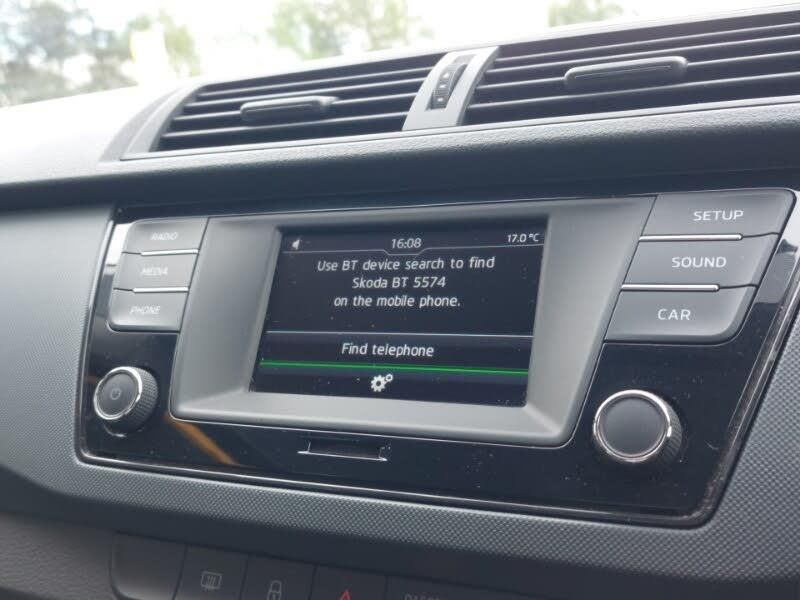 RADIO
MEDIA
PHONE
16:08
17.0 °C
Use BT device search to find
Skoda BT 5574
on the mobile phone.
Find telephone
SETUP
SOUND
CAR